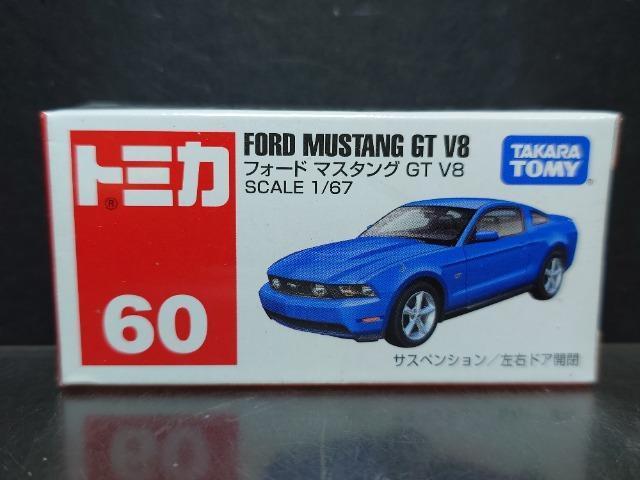 トミカ®
60
FORD MUSTANG GT V8
フォード マスタング GT V8
SCALE 1/67
TAKARA
TOMY
サスペンション/左右ドア開閉